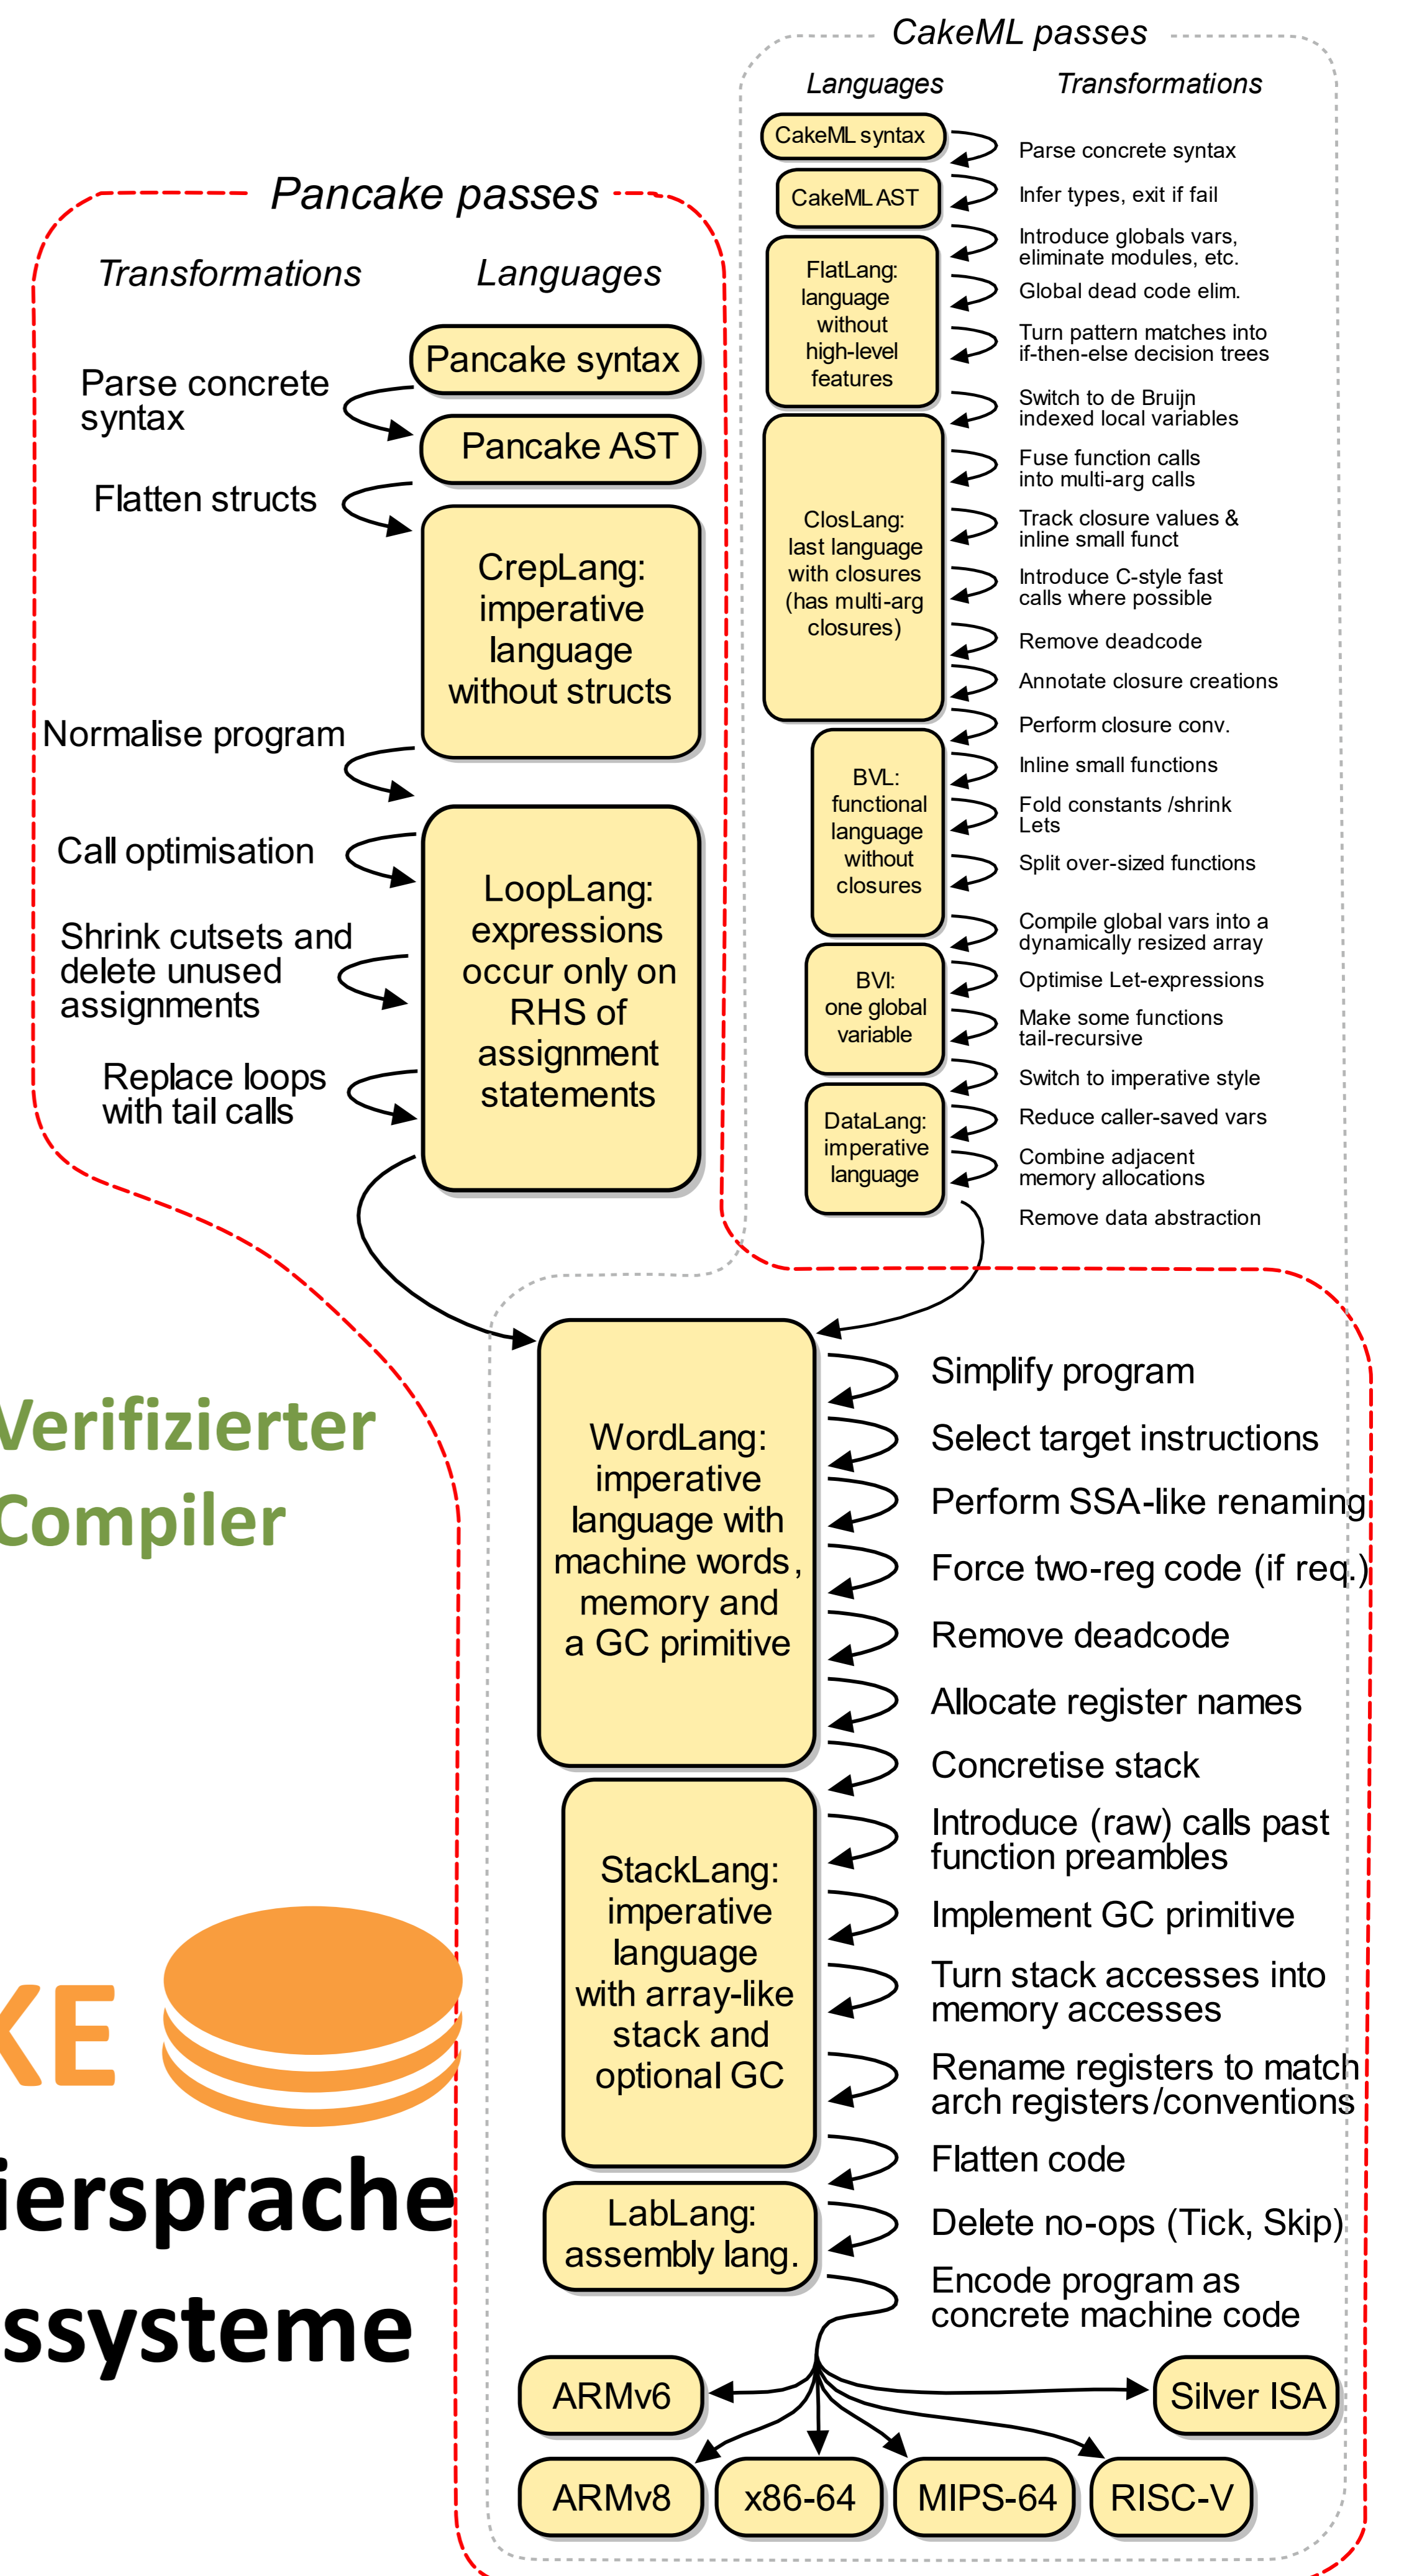 CakeML passes
Languages
Transformations
CakeML syntax
Parse concrete syntax
CakeML AST
Infer types, exit if fail
Introduce globals vars,
eliminate modules, etc.
FlatLang:
language
without
high-level
features
Global dead code elim.
Turn pattern matches into
if-then-else decision trees
Switch to de Bruijn
indexed local variables
Fuse function calls
into multi-arg calls
ClosLang:
last language
with closures
(has multi-arg
closures)
Track closure values &
inline small funct
Introduce C-style fast
calls where possible
Remove deadcode
Annotate closure creations
Perform closure conv.
BVL:
functional
language
without
closures
Inline small functions
Fold constants /shrink
Lets
Split over-sized functions
Compile global vars into a
dynamically resized array
BVI:
one global
variable
Optimise Let-expressions
Make some functions
tail-recursive
Switch to imperative style
DataLang:
imperative
language
Reduce caller-saved vars
Combine adjacent
memory allocations
Remove data abstraction
Pancake passes
Transformations
Languages
Pancake syntax
Parse concrete
syntax
Pancake AST
Flatten structs
CrepLang:
imperative
language
without structs
Normalise program
Call optimisation
LoopLang:
expressions
occur only on
RHS of
assignment
statements
Shrink cutsets and
delete unused
assignments
Replace loops
with tail calls
WordLang:
imperative
language with
machine words,
memory and
a GC primitive
Simplify program
Select target instructions
Perform SSA-like renaming
Force two-reg code (if req.)
Remove deadcode
Allocate register names
Concretise stack
StackLang:
imperative
language
with array-like
stack and
optional GC
Introduce (raw) calls past
function preambles
Implement GC primitive
Turn stack accesses into
memory accesses
Rename registers to match
arch registers/conventions
Flatten code
LabLang:
assembly lang.
Delete no-ops (Tick, Skip)
Encode program as
concrete machine code
ARMv6
Silver ISA
ARMv8
x86-64
MIPS-64
RISC-V
Verifizierter
Compiler
KE
iersprache
ssysteme